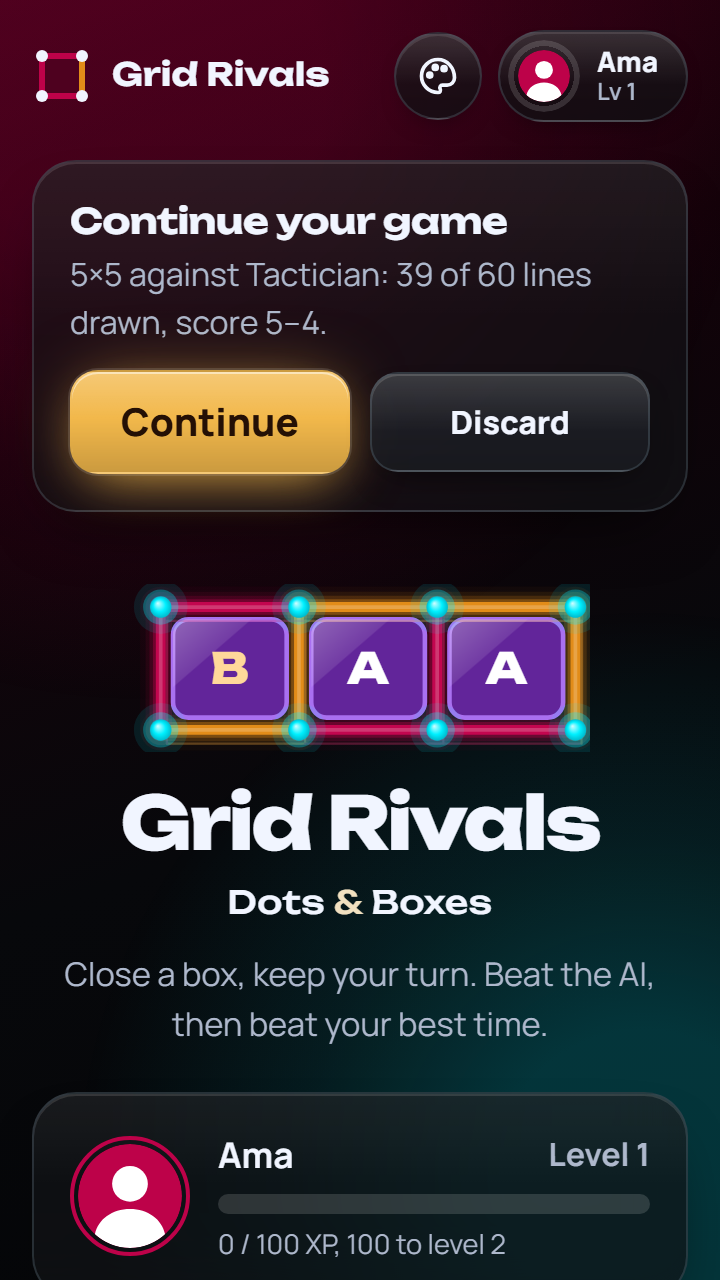 Grid Rivals
Ama
Lv 1
Continue your game
5×5 against Tactician: 39 of 60 lines
drawn, score 5–4.
Continue
Discard
B A A
Grid Rivals
Dots & Boxes
Close a box, keep your turn. Beat the AI,
then beat your best time.
Ama
Level 1
0 / 100 XP, 100 to level 2